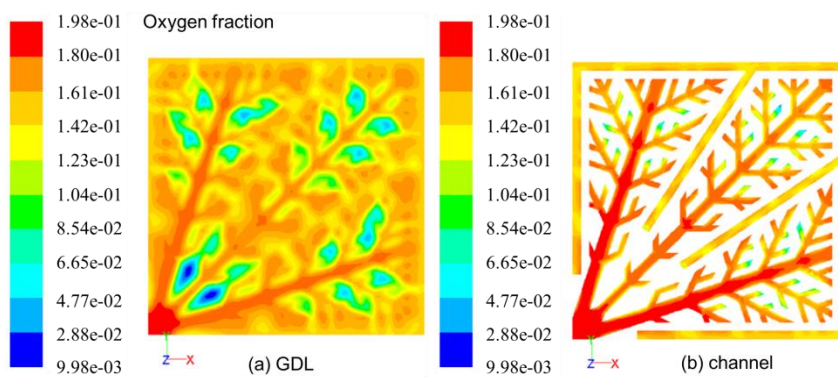 Oxygen fraction
1.98e-01
1.80e-01
1.61e-01
1.42e-01
1.23e-01
1.04e-01
8.54e-02
6.65e-02
4.77e-02
2.88e-02
9.98e-03
Z X
(a) GDL
1.98e-01
1.80e-01
1.61e-01
1.42e-01
1.23e-01
1.04e-01
8.54e-02
6.65e-02
4.77e-02
2.88e-02
9.98e-03
Z X
(b) channel